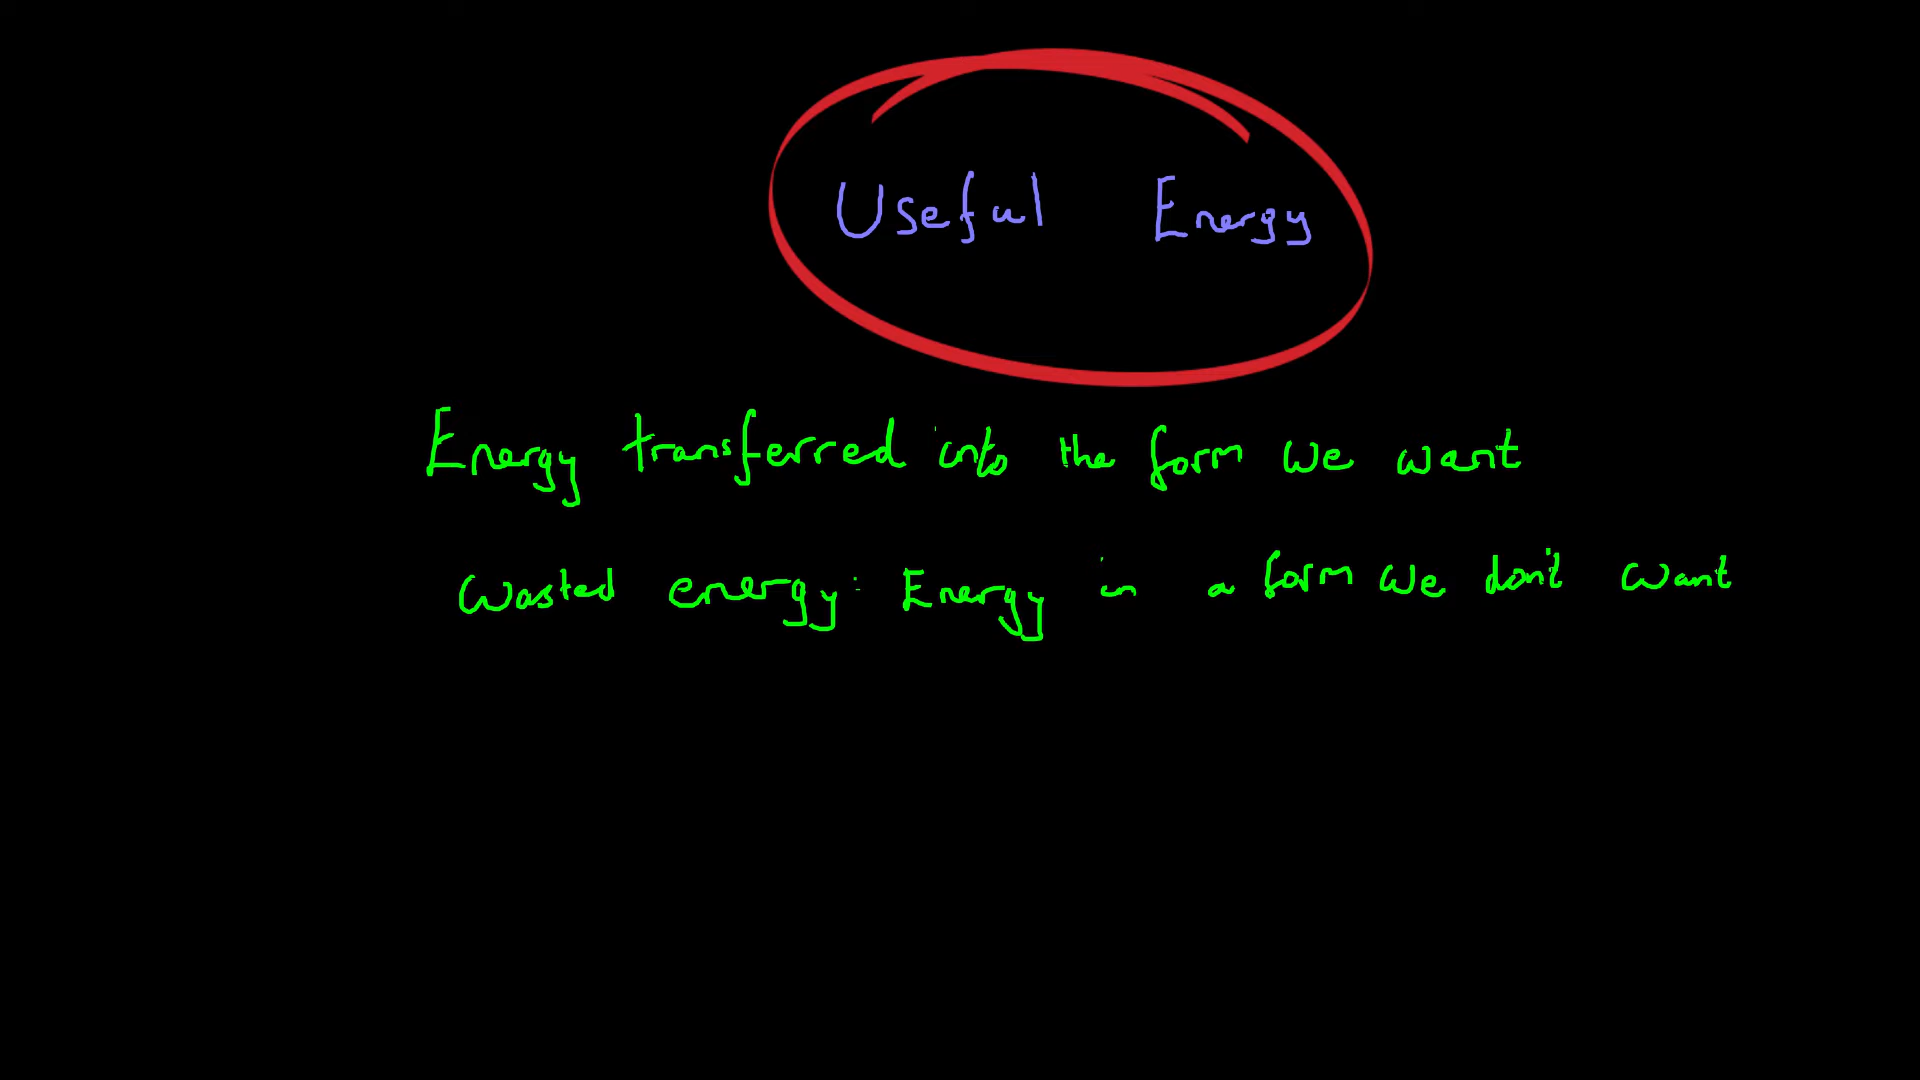 Useful Energy
Energy transferred into the form we want
Wasted energy: Energy in a form we don't want